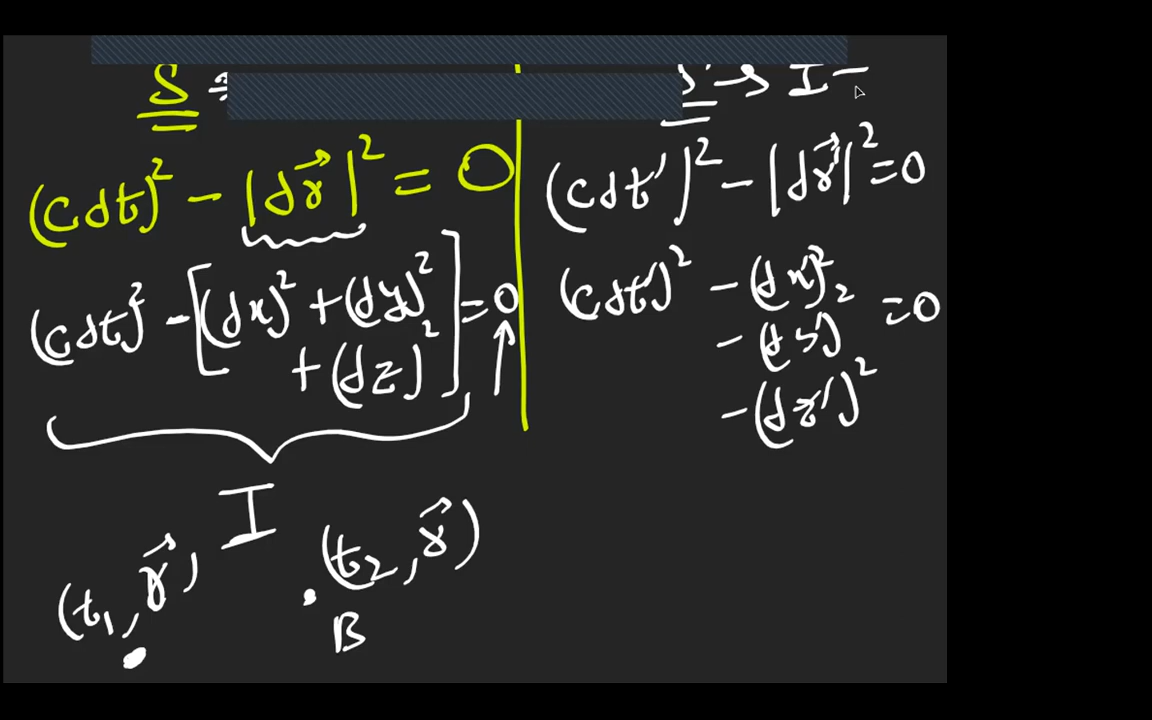 S ⇒
(cdt)² - |dr⃗|² = 0
(cdt)² - [(dx)² + (dy)²
+ (dz)²] = 0
I
(t₁, r⃗)
. (t₂, r⃗)
B
S' → I -
(cdt')² - |dr⃗'|² = 0
(cdt')² - (dx')²
- (dy')² = 0
- (dz')²